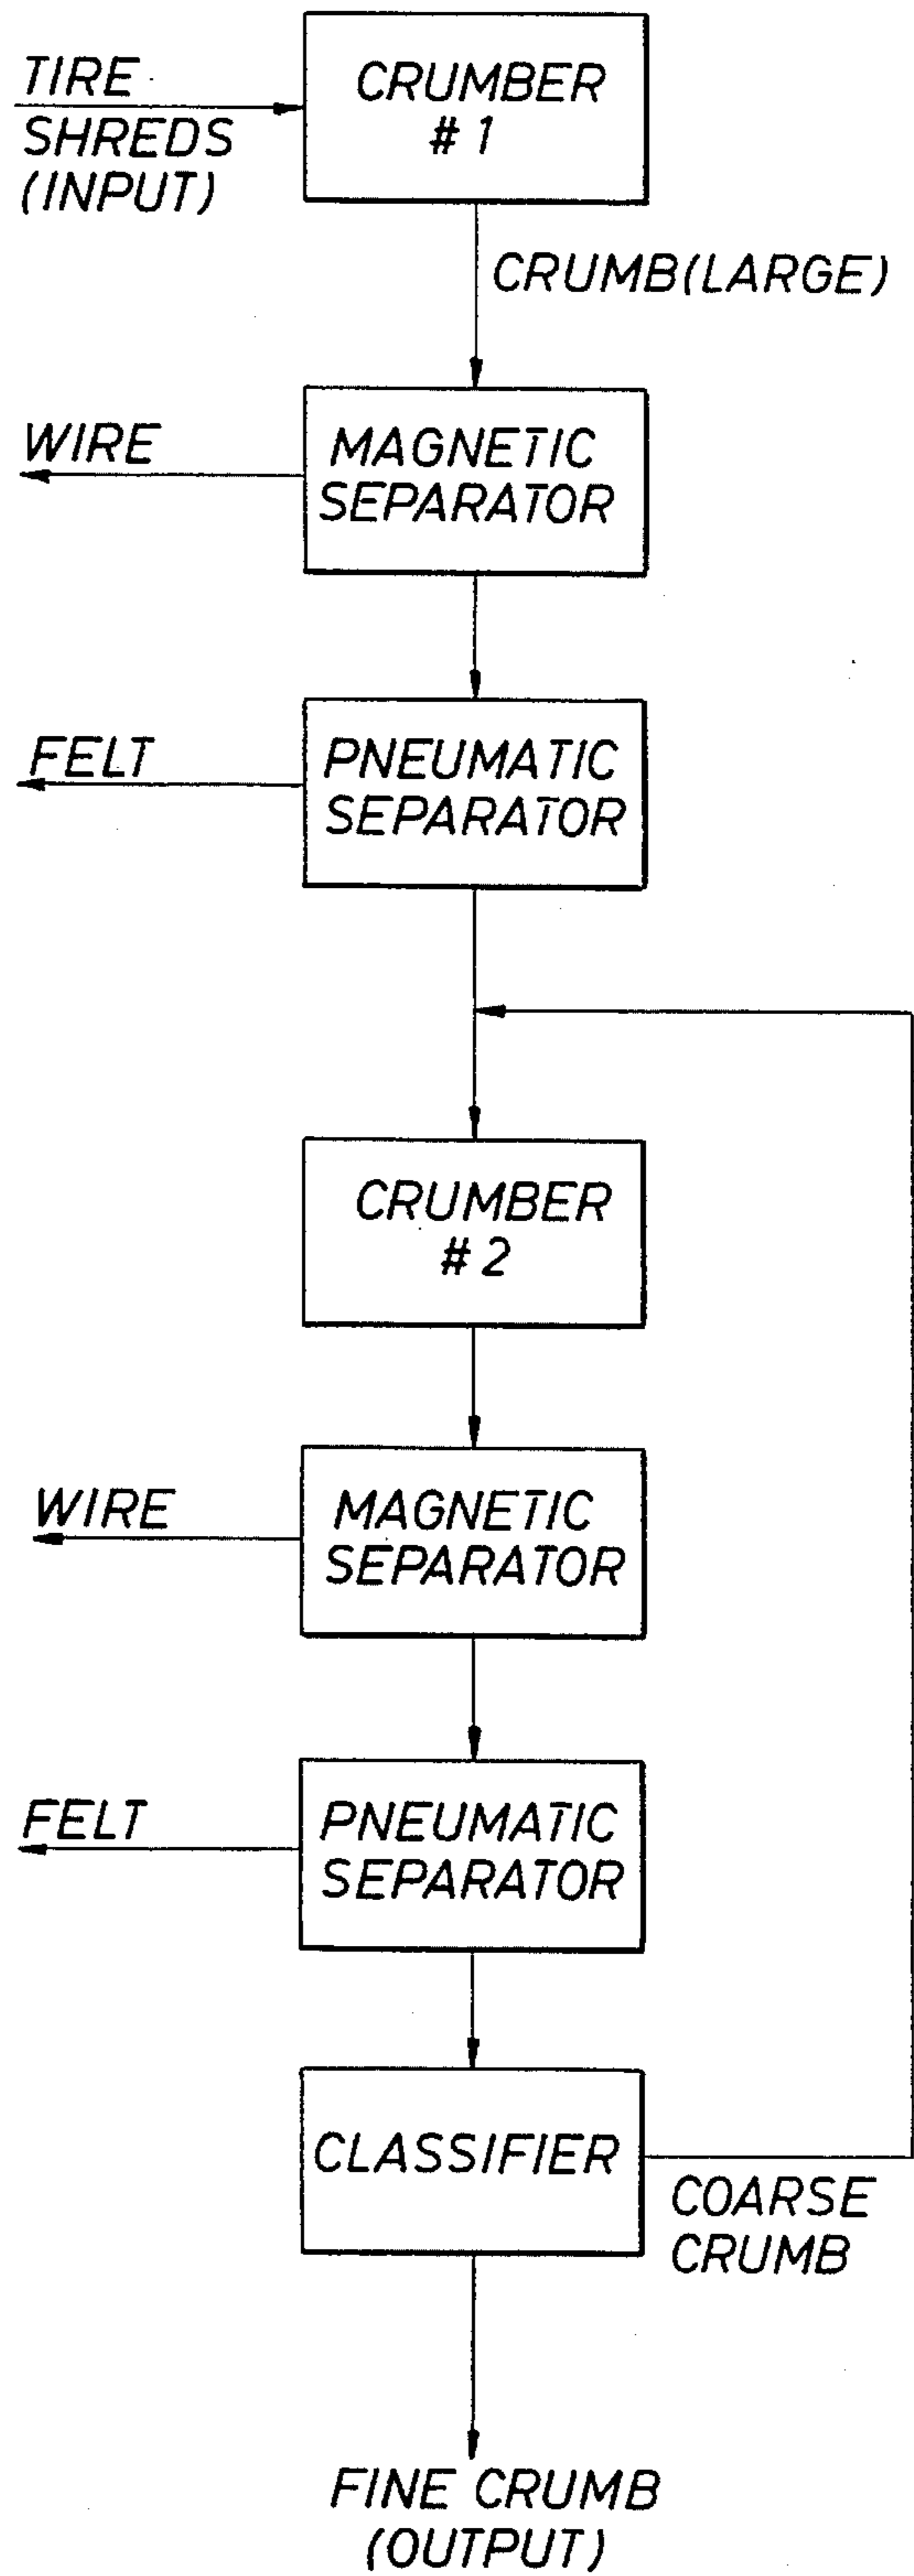 TIRE
SHREDS
(INPUT)
CRUMBER
# 1
CRUMB(LARGE)
WIRE
MAGNETIC
SEPARATOR
FELT
PNEUMATIC
SEPARATOR
CRUMBER
# 2
WIRE
MAGNETIC
SEPARATOR
FELT
PNEUMATIC
SEPARATOR
CLASSIFIER
COARSE
CRUMB
FINE CRUMB
(OUTPUT)